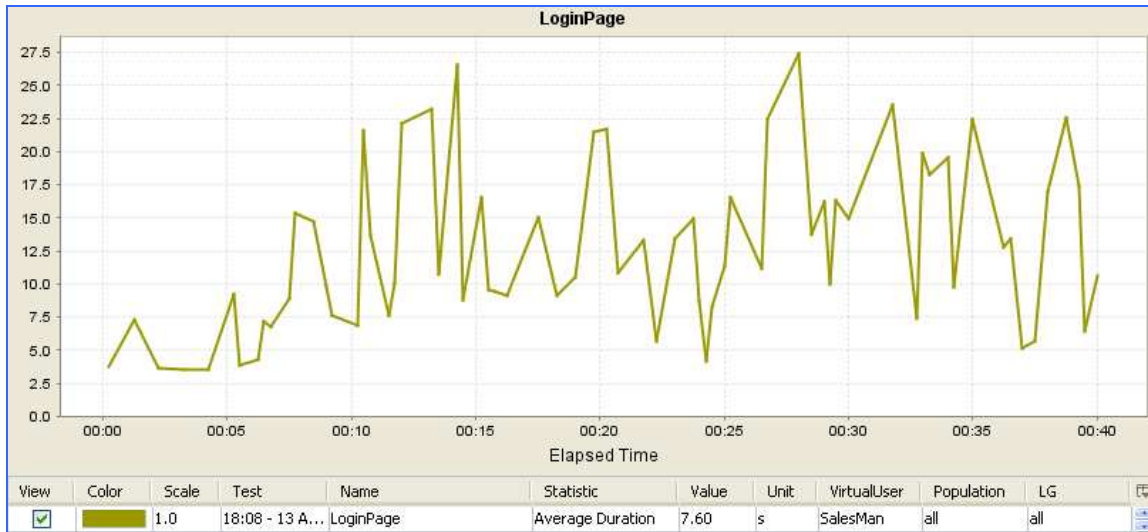 LoginPage
27.5
25.0
22.5
20.0
17.5
15.0
12.5
10.0
7.5
5.0
2.5
0.0
00:00 00:05 00:10 00:15 00:20 00:25 00:30 00:35 00:40
Elapsed Time
View Color Scale Test Name Statistic Value Unit VirtualUser Population LG
1.0 18:08 - 13 A... LoginPage Average Duration 7.60 s SalesMan all all